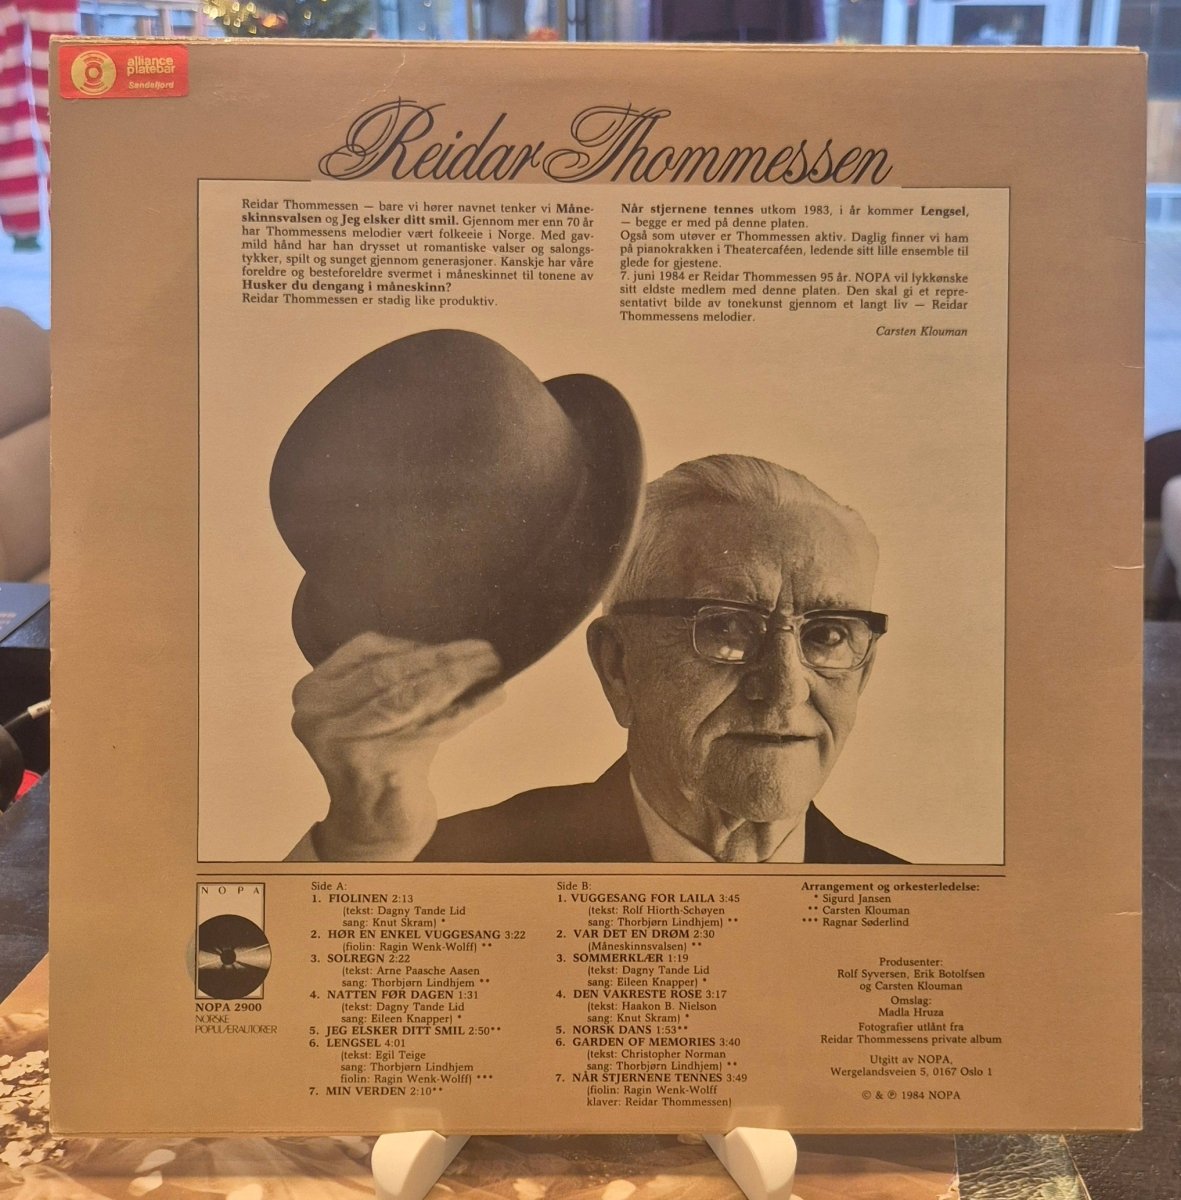 alliance
platebar
Sandefjord
Reidar Thommessen
Reidar Thommessen — bare vi hører navnet tenker vi Måne-
skinnsvalsen og Jeg elsker ditt smil. Gjennom mer enn 70 år
har Thommessens melodier vært folkeeie i Norge. Med gav-
mild hånd har han drysset ut romantiske valser og salongs-
tykker, spilt og sunget gjennom generasjoner. Kanskje har våre
foreldre og besteforeldre svermet i måneskinnet til tonene av
Husker du dengang i måneskinn?
Reidar Thommessen er stadig like produktiv.
Når stjernene tennes utkom 1983, i år kommer Lengsel,
— begge er med på denne platen.
Også som utøver er Thommessen aktiv. Daglig finner vi ham
på pianokrakken i Theatercaféen, ledende sitt lille ensemble til
glede for gjestene.
7. juni 1984 er Reidar Thommessen 95 år. NOPA vil lykkønske
sitt eldste medlem med denne platen. Den skal gi et repre-
sentativt bilde av tonekunst gjennom et langt liv — Reidar
Thommessens melodier.
Carsten Klouman
NOPA
NOPA 2900
NORSKE
POPULÆRAUTORER
Side A:
1. FIOLINEN 2:13
(tekst: Dagny Tande Lid
sang: Knut Skram) *
2. HØR EN ENKEL VUGGESANG 3:22
(fiolin: Ragin Wenk-Wolff) **
3. SOLREGN 2:22
(tekst: Arne Paasche Aasen
sang: Thorbjørn Lindhjem **
4. NATTEN FØR DAGEN 1:31
(tekst: Dagny Tande Lid
sang: Eileen Knapper) *
5. JEG ELSKER DITT SMIL 2:50**
6. LENGSEL 4:01
(tekst: Egil Teige
sang: Thorbjørn Lindhjem
fiolin: Ragin Wenk-Wolff) ***
7. MIN VERDEN 2:10**
Side B:
1. VUGGESANG FOR LAILA 3:45
(tekst: Rolf Hiorth-Schøyen
sang: Thorbjørn Lindhjem) **
2. VAR DET EN DRØM 2:30
(Måneskinnsvalsen) **
3. SOMMERKLÆR 1:19
(tekst: Dagny Tande Lid
sang: Eileen Knapper) *
4. DEN VAKRESTE ROSE 3:17
(tekst: Haakon B. Nielson
sang: Knut Skram) *
5. NORSK DANS 1:53**
6. GARDEN OF MEMORIES 3:40
(tekst: Christopher Norman
sang: Thorbjørn Lindhjem) **
7. NÅR STJERNENE TENNES 3:49
(fiolin: Ragin Wenk-Wolff
klaver: Reidar Thommessen)
Arrangement og orkesterledelse:
* Sigurd Jansen
** Carsten Klouman
*** Ragnar Søderlind
Produsenter:
Rolf Syversen, Erik Botolfsen
og Carsten Klouman
Omslag:
Madla Hruza
Fotografier utlånt fra
Reidar Thommessens private album
Utgitt av NOPA,
Wergelandsveien 5, 0167 Oslo 1
© & ℗ 1984 NOPA